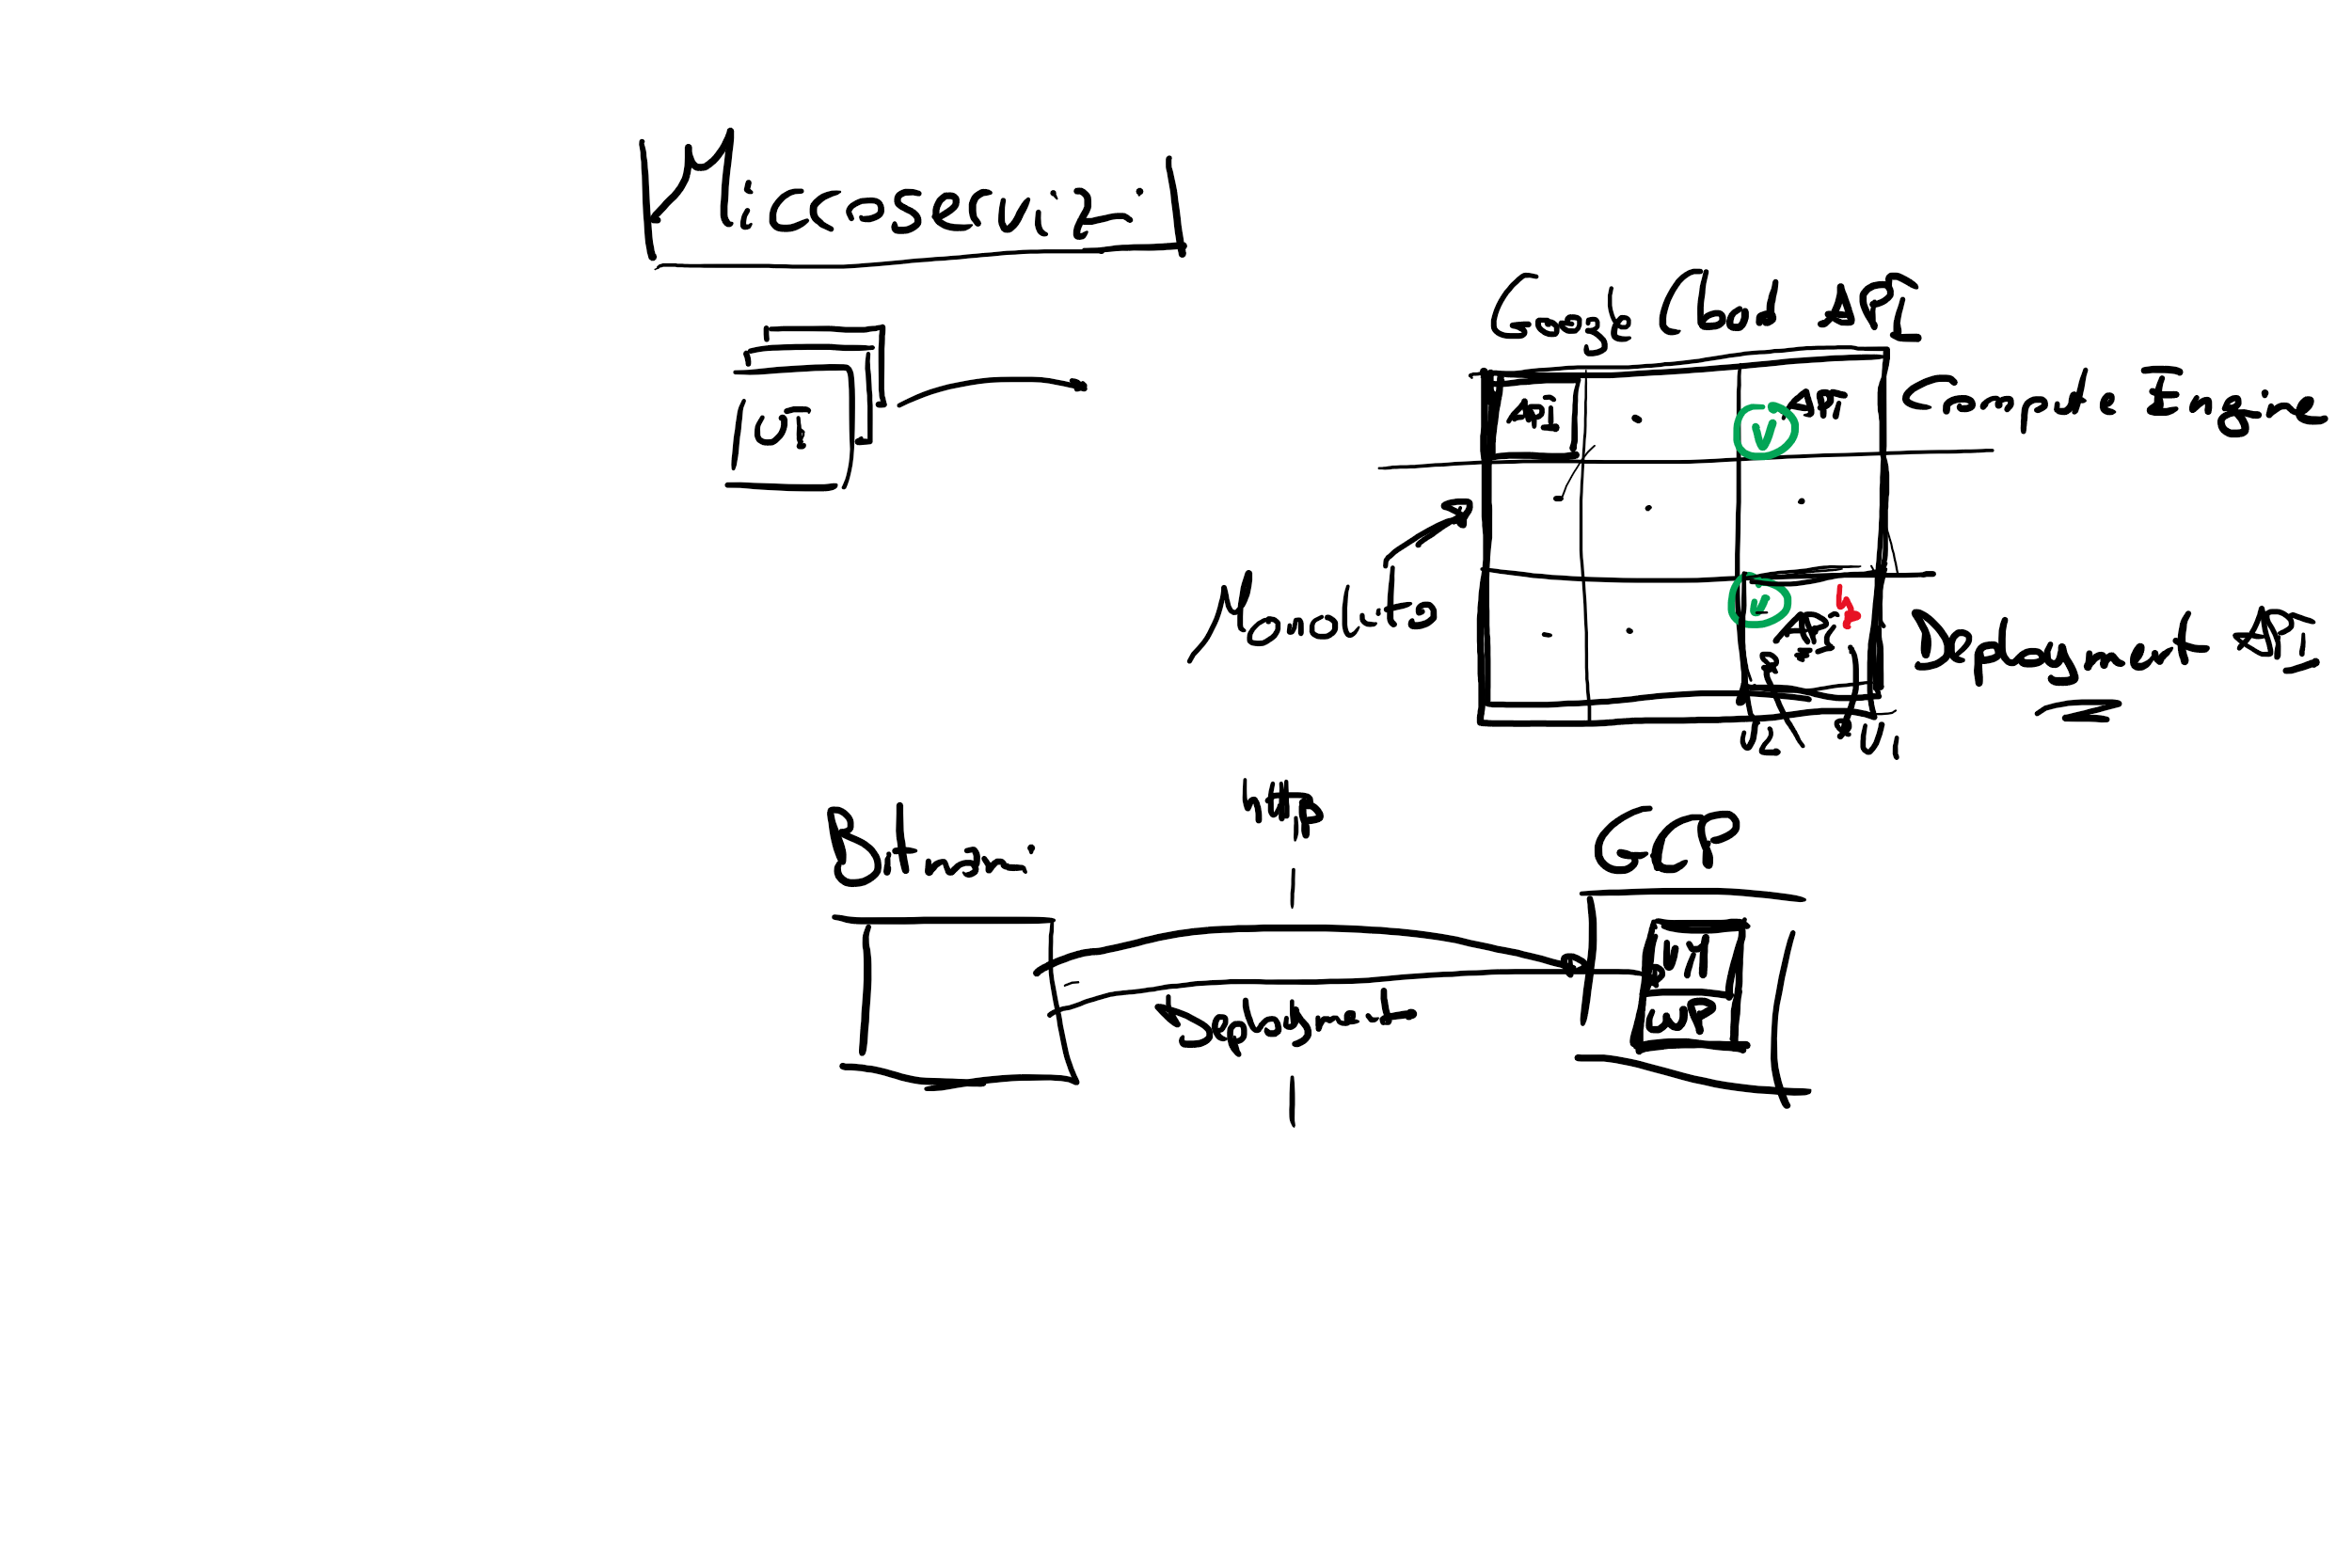 Microservizi
Google Cloud API
UI
API
V
API
Compute Engine
Monolito
V
API
Deployment API
V2
V1
Bitnami
HTTP
GCP
VM
Deployment
WP